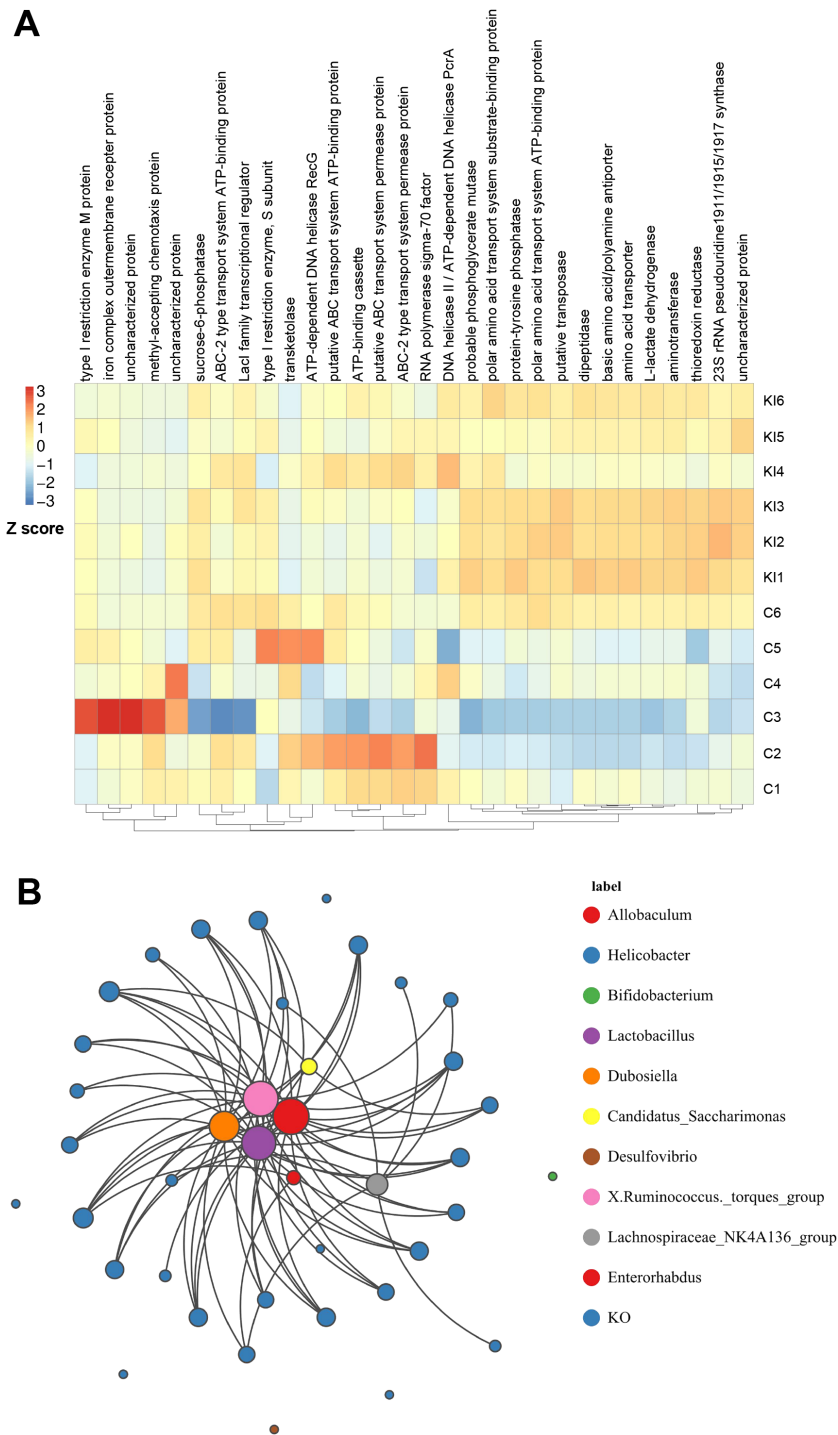 A
type I restriction enzyme M protein
iron complex outermembrane recepter protein
uncharacterized protein
methyl-accepting chemotaxis protein
uncharacterized protein
sucrose-6-phosphatase
ABC-2 type transport system ATP-binding protein
LacI family transcriptional regulator
type I restriction enzyme, S subunit
transketolase
ATP-dependent DNA helicase RecG
putative ABC transport system ATP-binding protein
ATP-binding cassette
putative ABC transport system permease protein
ABC-2 type transport system permease protein
RNA polymerase sigma-70 factor
DNA helicase II / ATP-dependent DNA helicase PcrA
probable phosphoglycerate mutase
polar amino acid transport system substrate-binding protein
protein-tyrosine phosphatase
polar amino acid transport system ATP-binding protein
putative transposase
dipeptidase
basic amino acid/polyamine antiporter
amino acid transporter
L-lactate dehydrogenase
aminotransferase
thioredoxin reductase
23S rRNA pseudouridine1911/1915/1917 synthase
uncharacterized protein
3
2
1
0
−1
−2
−3
Z score
KI6
KI5
KI4
KI3
KI2
KI1
C6
C5
C4
C3
C2
C1
B
label
Allobaculum
Helicobacter
Bifidobacterium
Lactobacillus
Dubosiella
Candidatus_Saccharimonas
Desulfovibrio
X.Ruminococcus._torques_group
Lachnospiraceae_NK4A136_group
Enterorhabdus
KO